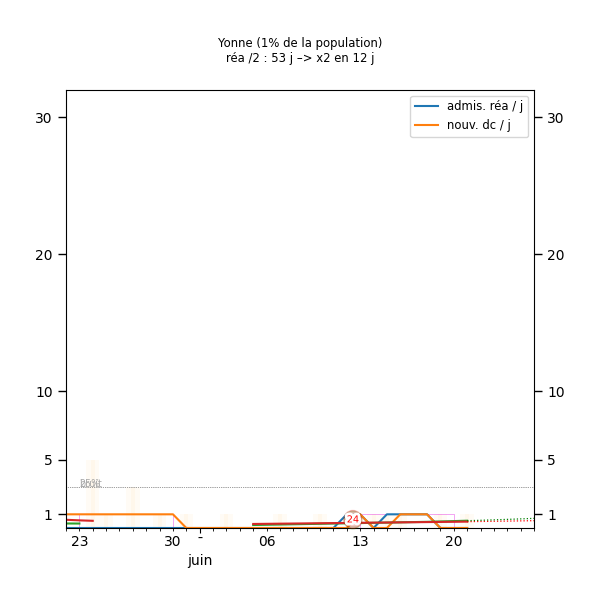 Yonne (1% de la population)
réa /2 : 53 j –> x2 en 12 j
admis. réa / j
nouv. dc / j
30 30
20 20
10 10
5 5
1 1
24
23 30 - 06 13 20
juin